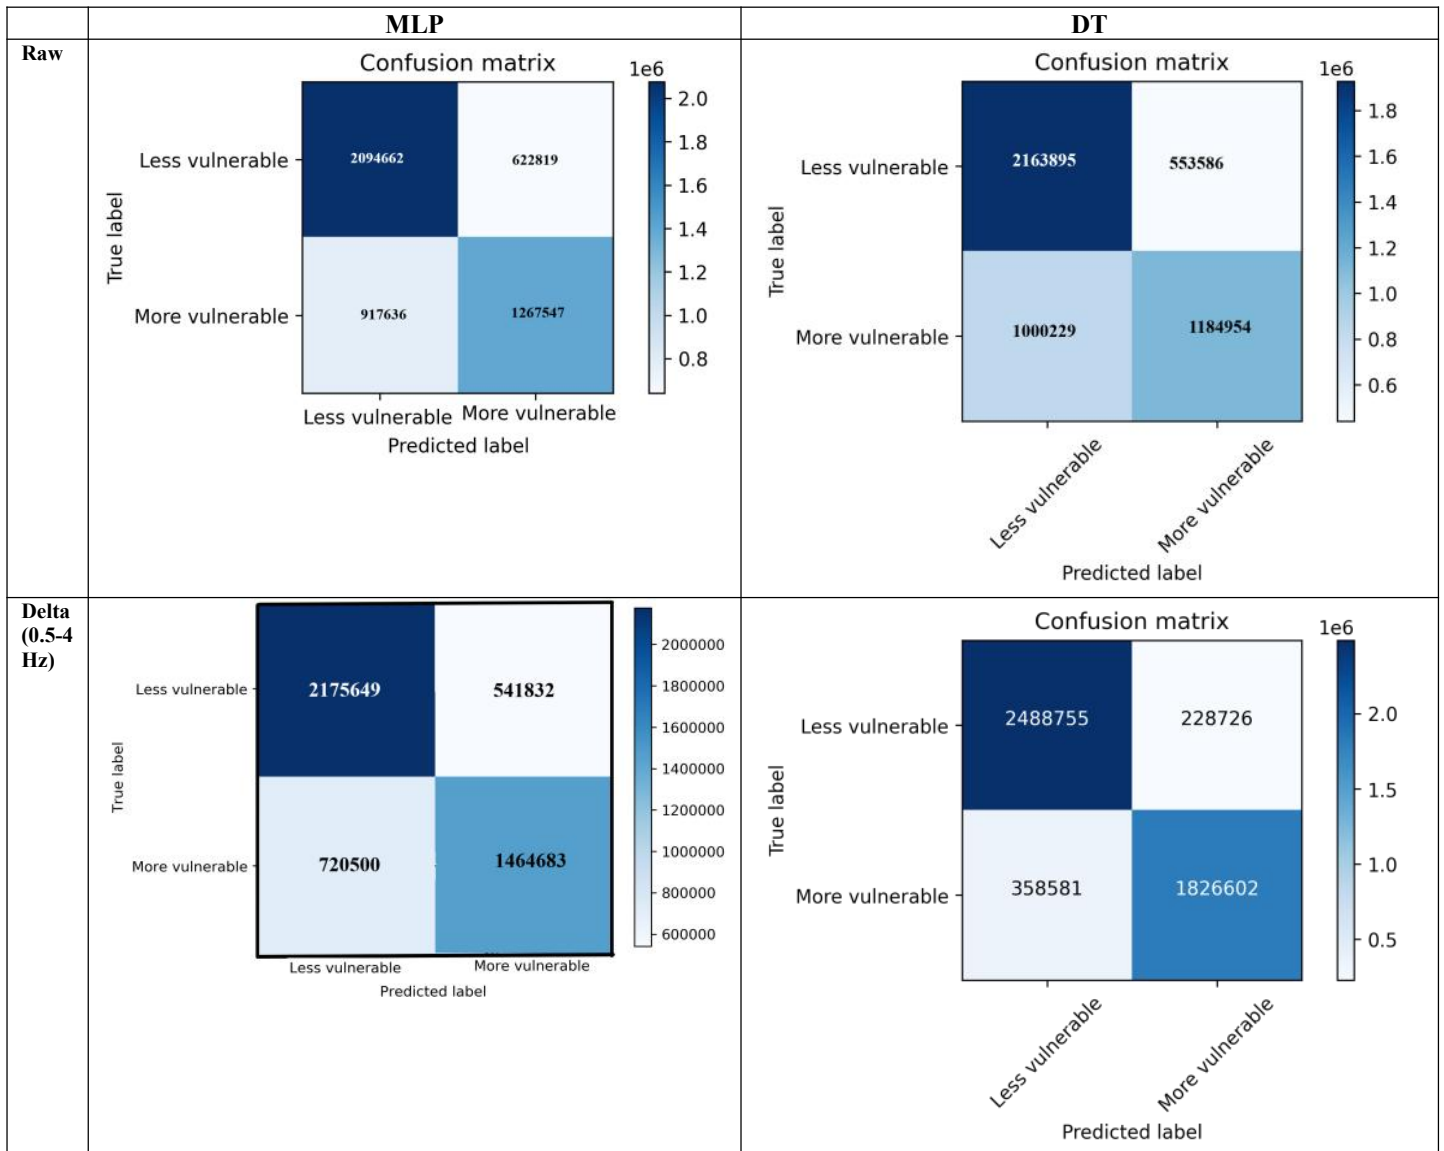 MLP
DT
Raw
Confusion matrix
1e6
Less vulnerable
2094662
622819
More vulnerable
917636
1267547
True label
Less vulnerable
More vulnerable
Predicted label
2.0
1.8
1.6
1.4
1.2
1.0
0.8
Confusion matrix
1e6
Less vulnerable
2163895
553586
More vulnerable
1000229
1184954
True label
Less vulnerable
More vulnerable
Predicted label
1.8
1.6
1.4
1.2
1.0
0.8
0.6
Delta
(0.5-4
Hz)
Less vulnerable
2175649
541832
More vulnerable
720500
1464683
True label
Less vulnerable
More vulnerable
Predicted label
2000000
1800000
1600000
1400000
1200000
1000000
800000
600000
Confusion matrix
1e6
Less vulnerable
2488755
228726
More vulnerable
358581
1826602
True label
Less vulnerable
More vulnerable
Predicted label
2.0
1.5
1.0
0.5